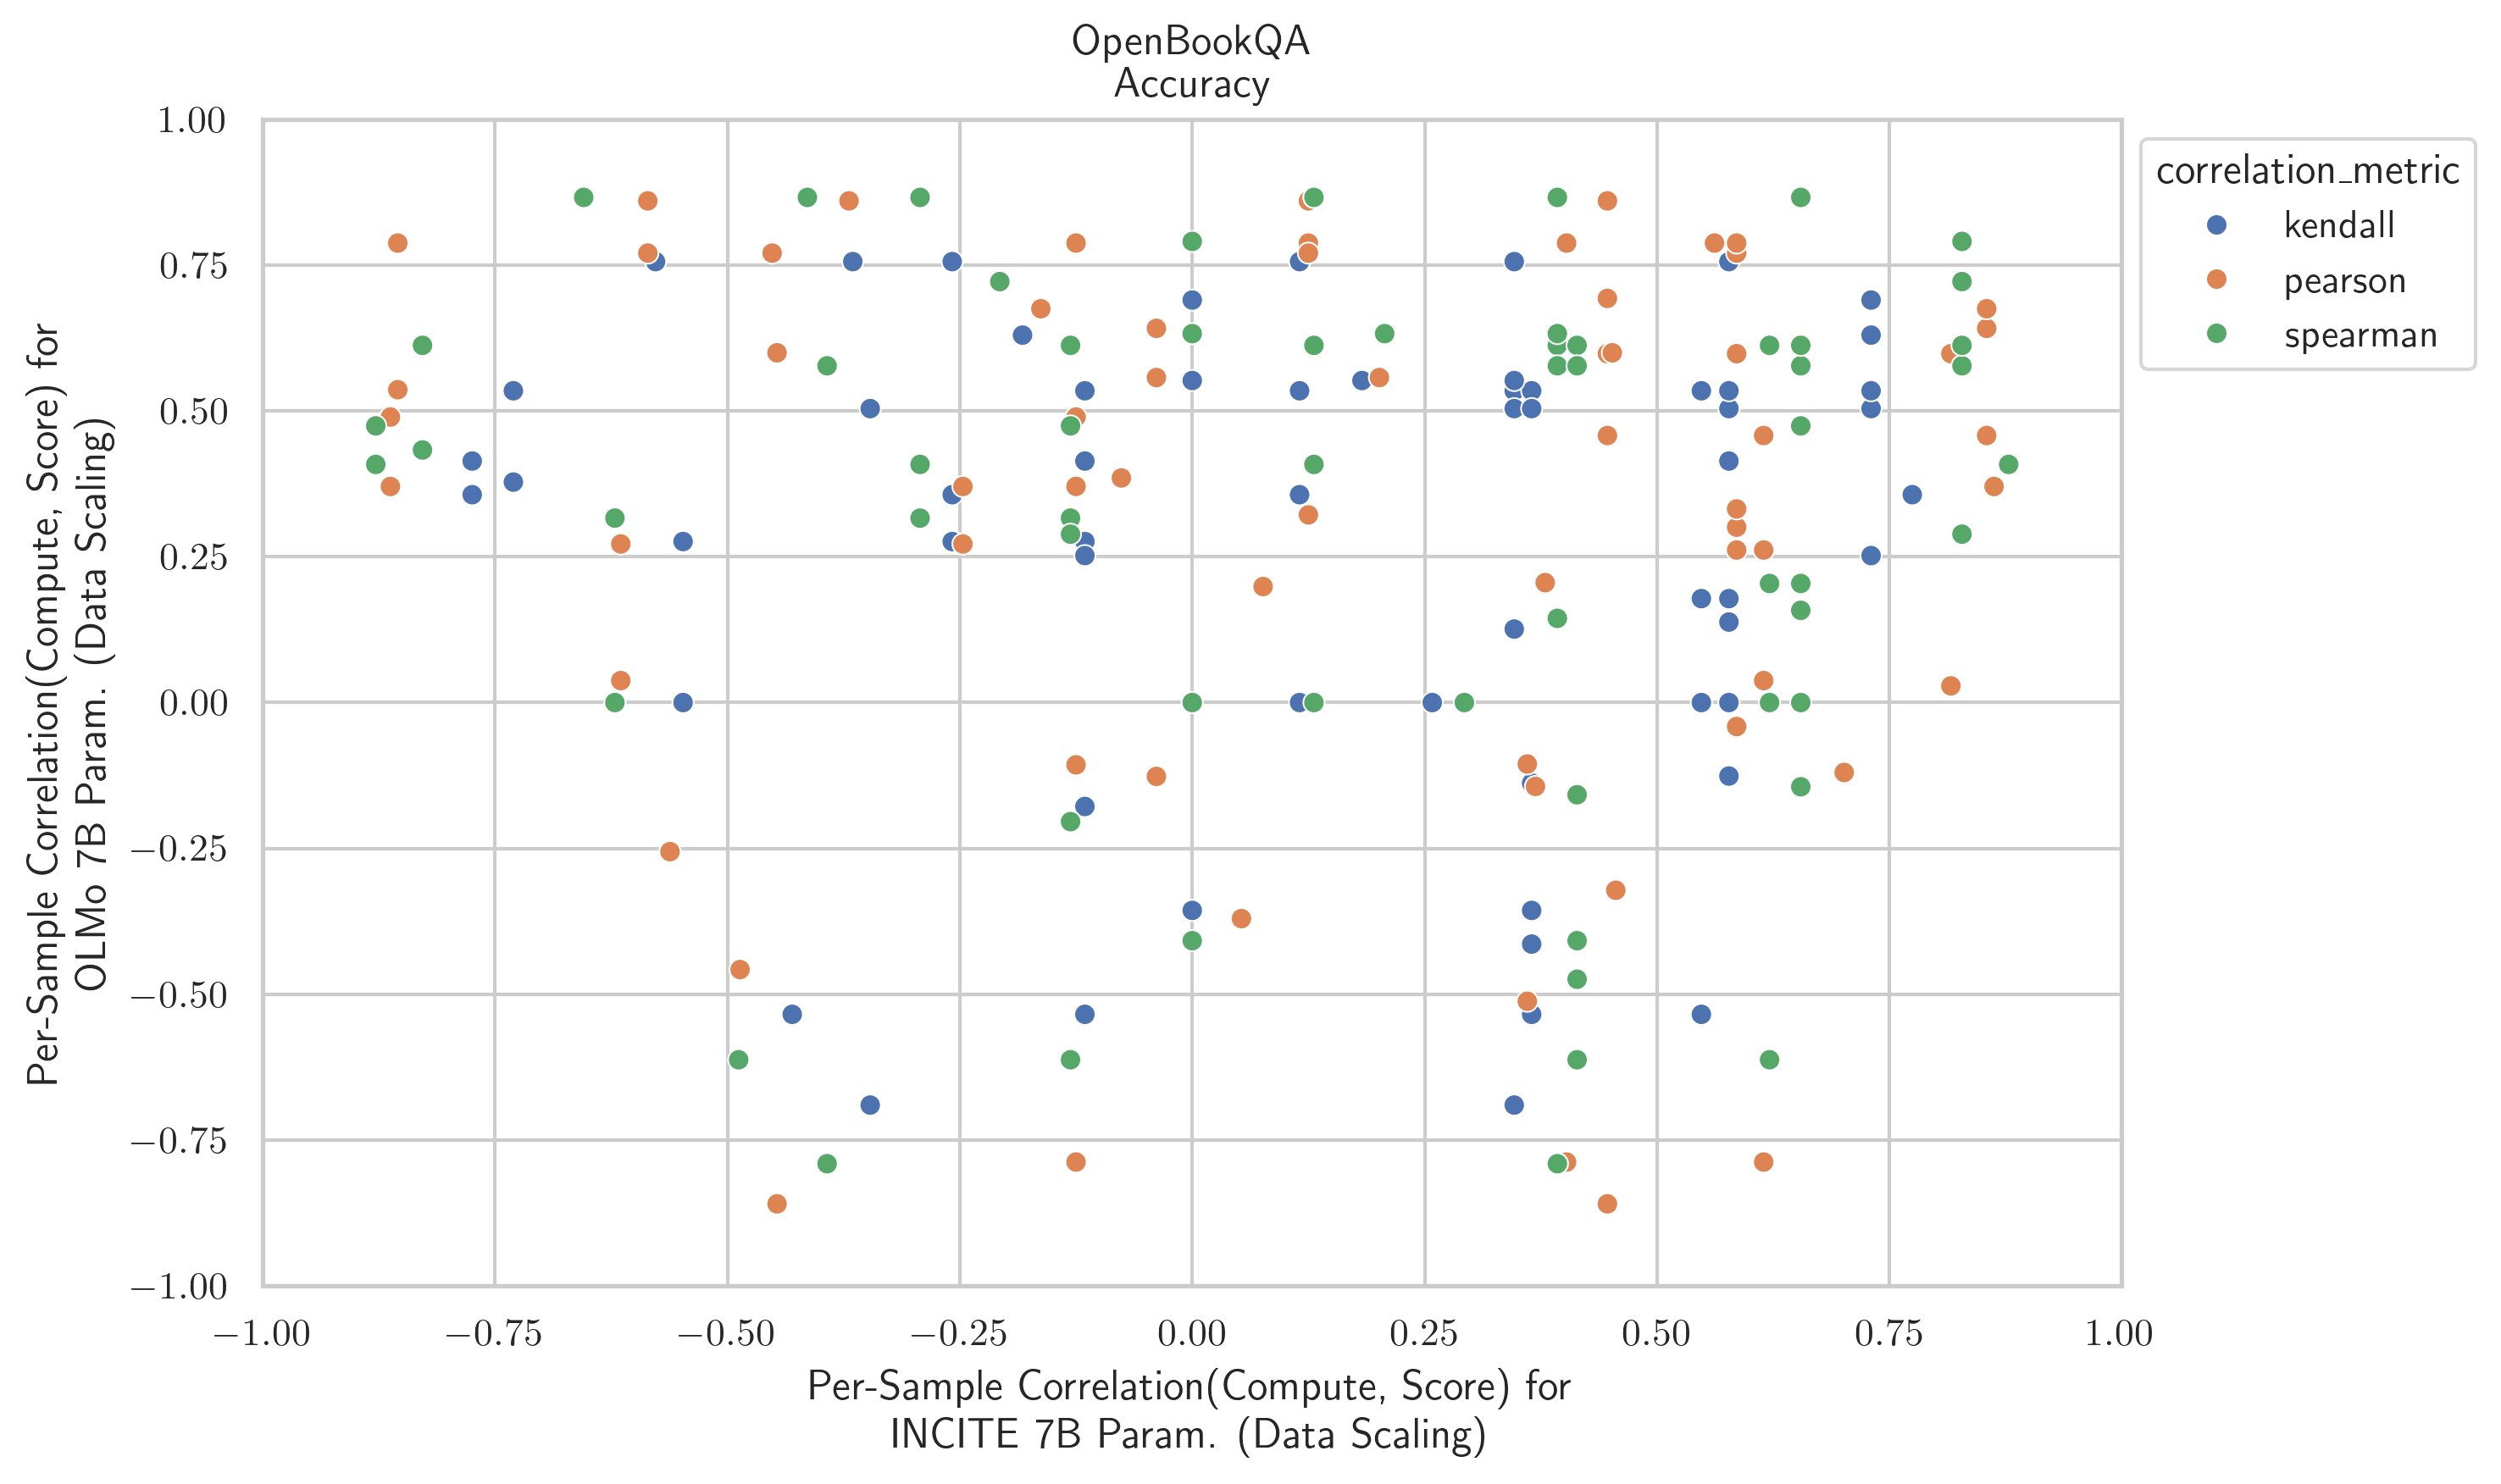 OpenBookQA
Accuracy
Per-Sample Correlation(Compute, Score) for
OLMo 7B Param. (Data Scaling)
1.00
0.75
0.50
0.25
0.00
−0.25
−0.50
−0.75
−1.00
−1.00
−0.75
−0.50
−0.25
0.00
0.25
0.50
0.75
1.00
Per-Sample Correlation(Compute, Score) for
INCITE 7B Param. (Data Scaling)
correlation_metric
kendall
pearson
spearman